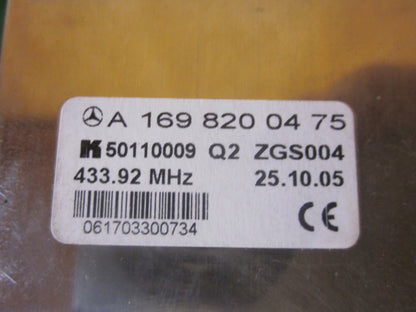 A 169 820 04 75
50110009 Q2 ZGS004
433.92 MHz 25.10.05
061703300734 CE